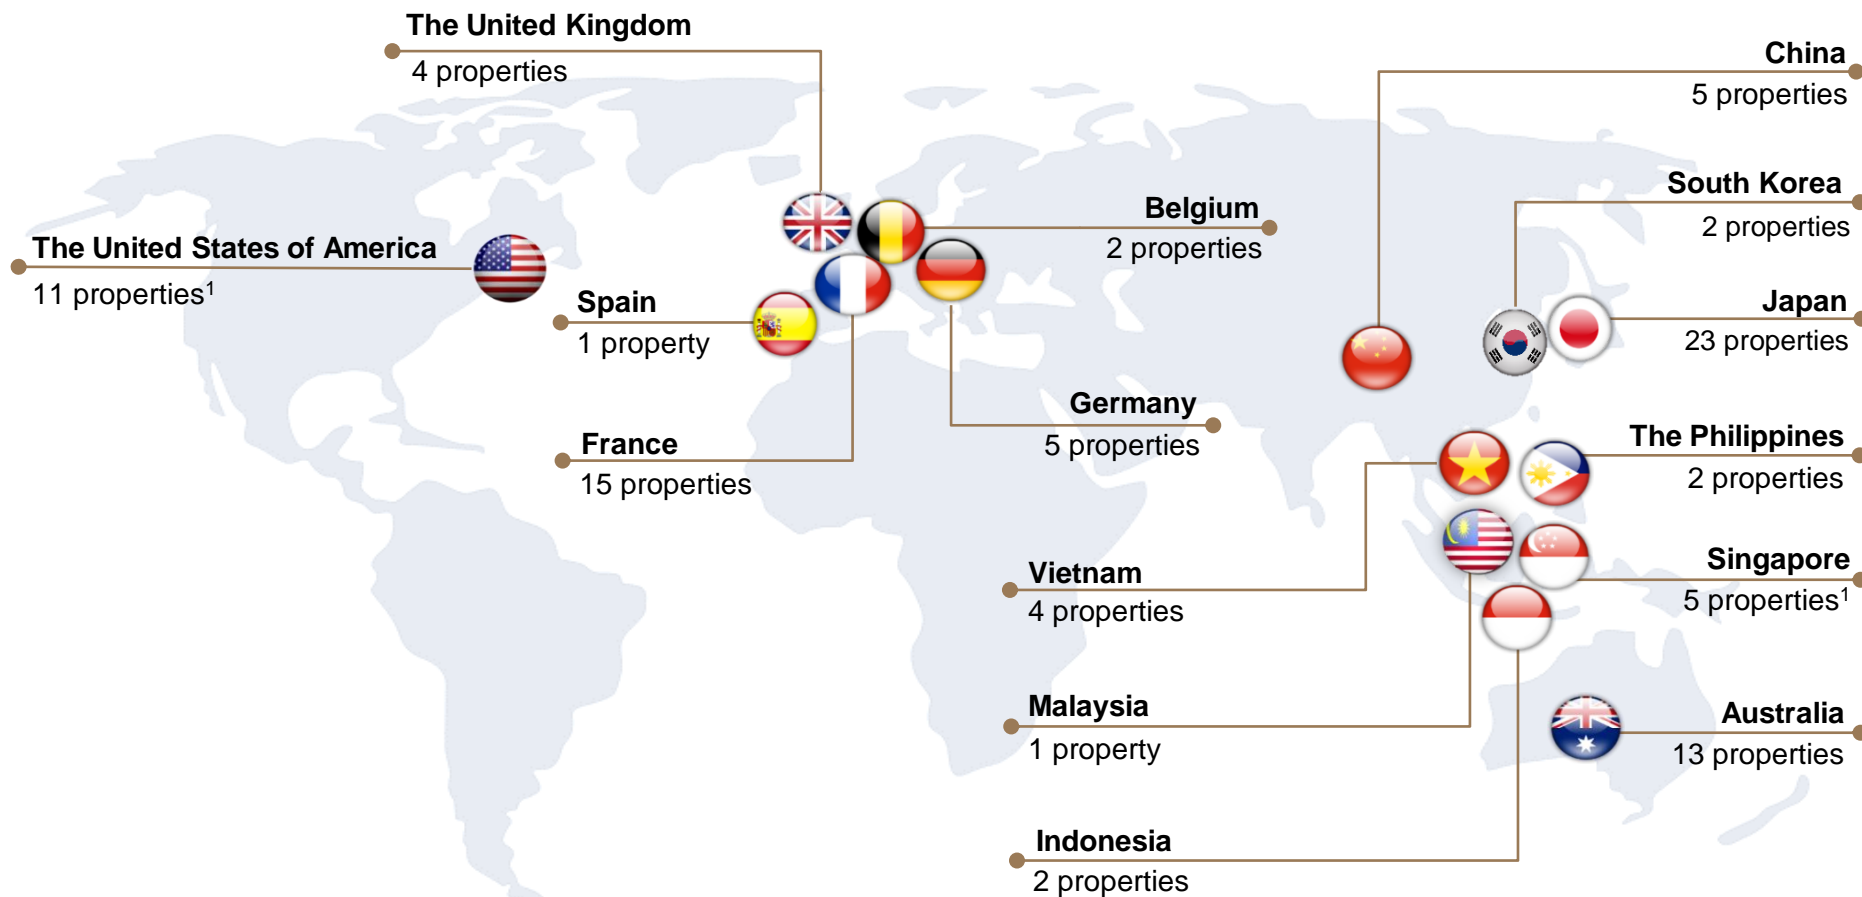 The United Kingdom
4 properties
China
5 properties
South Korea
2 properties
Belgium
2 properties
The United States of America
11 properties¹
Spain
1 property
Japan
23 properties
Germany
5 properties
France
15 properties
The Philippines
2 properties
Vietnam
4 properties
Singapore
5 properties¹
Malaysia
1 property
Australia
13 properties
Indonesia
2 properties